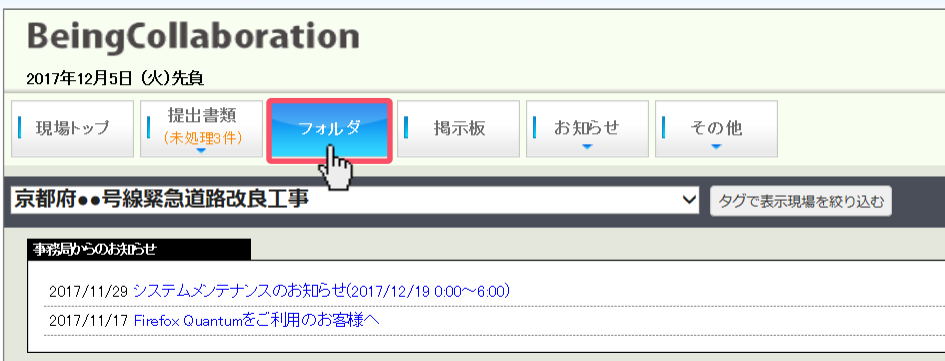 BeingCollaboration
2017年12月5日 (火)先負
現場トップ
提出書類
(未処理3件)
フォルダ
掲示板
お知らせ
その他
京都府●●号線緊急道路改良工事
タグで表示現場を絞り込む
事務局からのお知らせ
2017/11/29 システムメンテナンスのお知らせ(2017/12/19 0:00～6:00)
2017/11/17 Firefox Quantumをご利用のお客様へ